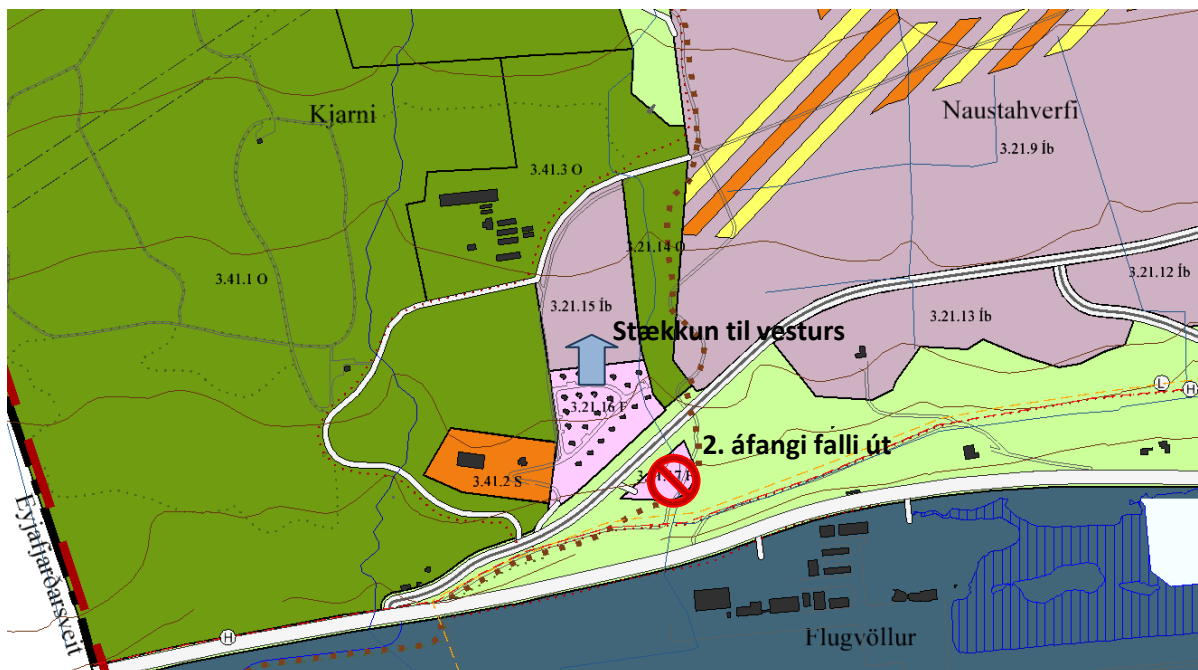 Kjarni
Naustahverfi
3.21.9 Íb
3.41.3 O
3.21.14 O
3.41.1 O
3.21.12 Íb
3.21.15 Íb
3.21.13 Íb
Stækkun til vesturs
L
H
3.21.16 F
2. áfangi falli út
3.41.2 S
Eyjafjarðarsveit
H
Flugvöllur